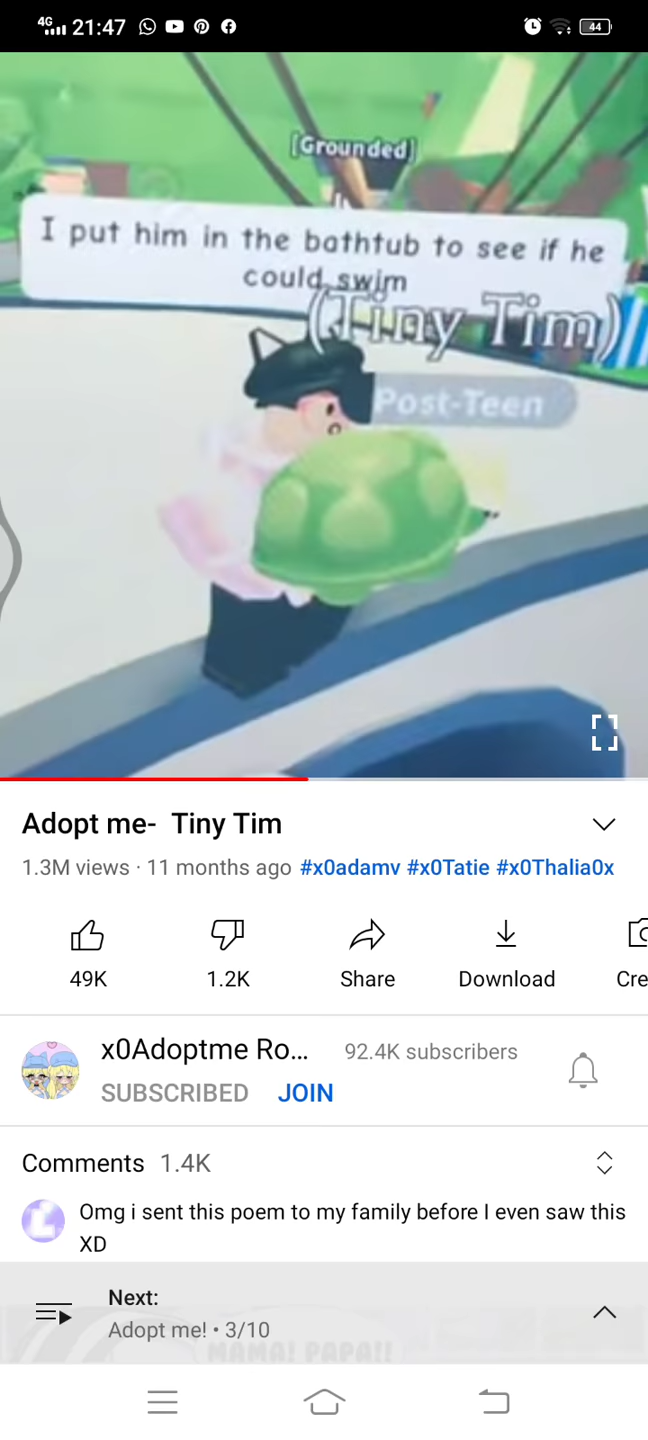 4G 21:47 44
[Grounded]
I put him in the bathtub to see if he
could swim
(Tiny Tim)
Post-Teen
Adopt me- Tiny Tim
1.3M views · 11 months ago #x0adamv #x0Tatie #x0Thalia0x
49K 1.2K Share Download Cre
x0Adoptme Ro... 92.4K subscribers
SUBSCRIBED JOIN
Comments 1.4K
Omg i sent this poem to my family before I even saw this
XD
Next:
Adopt me! • 3/10
MAMA! PAPA!!